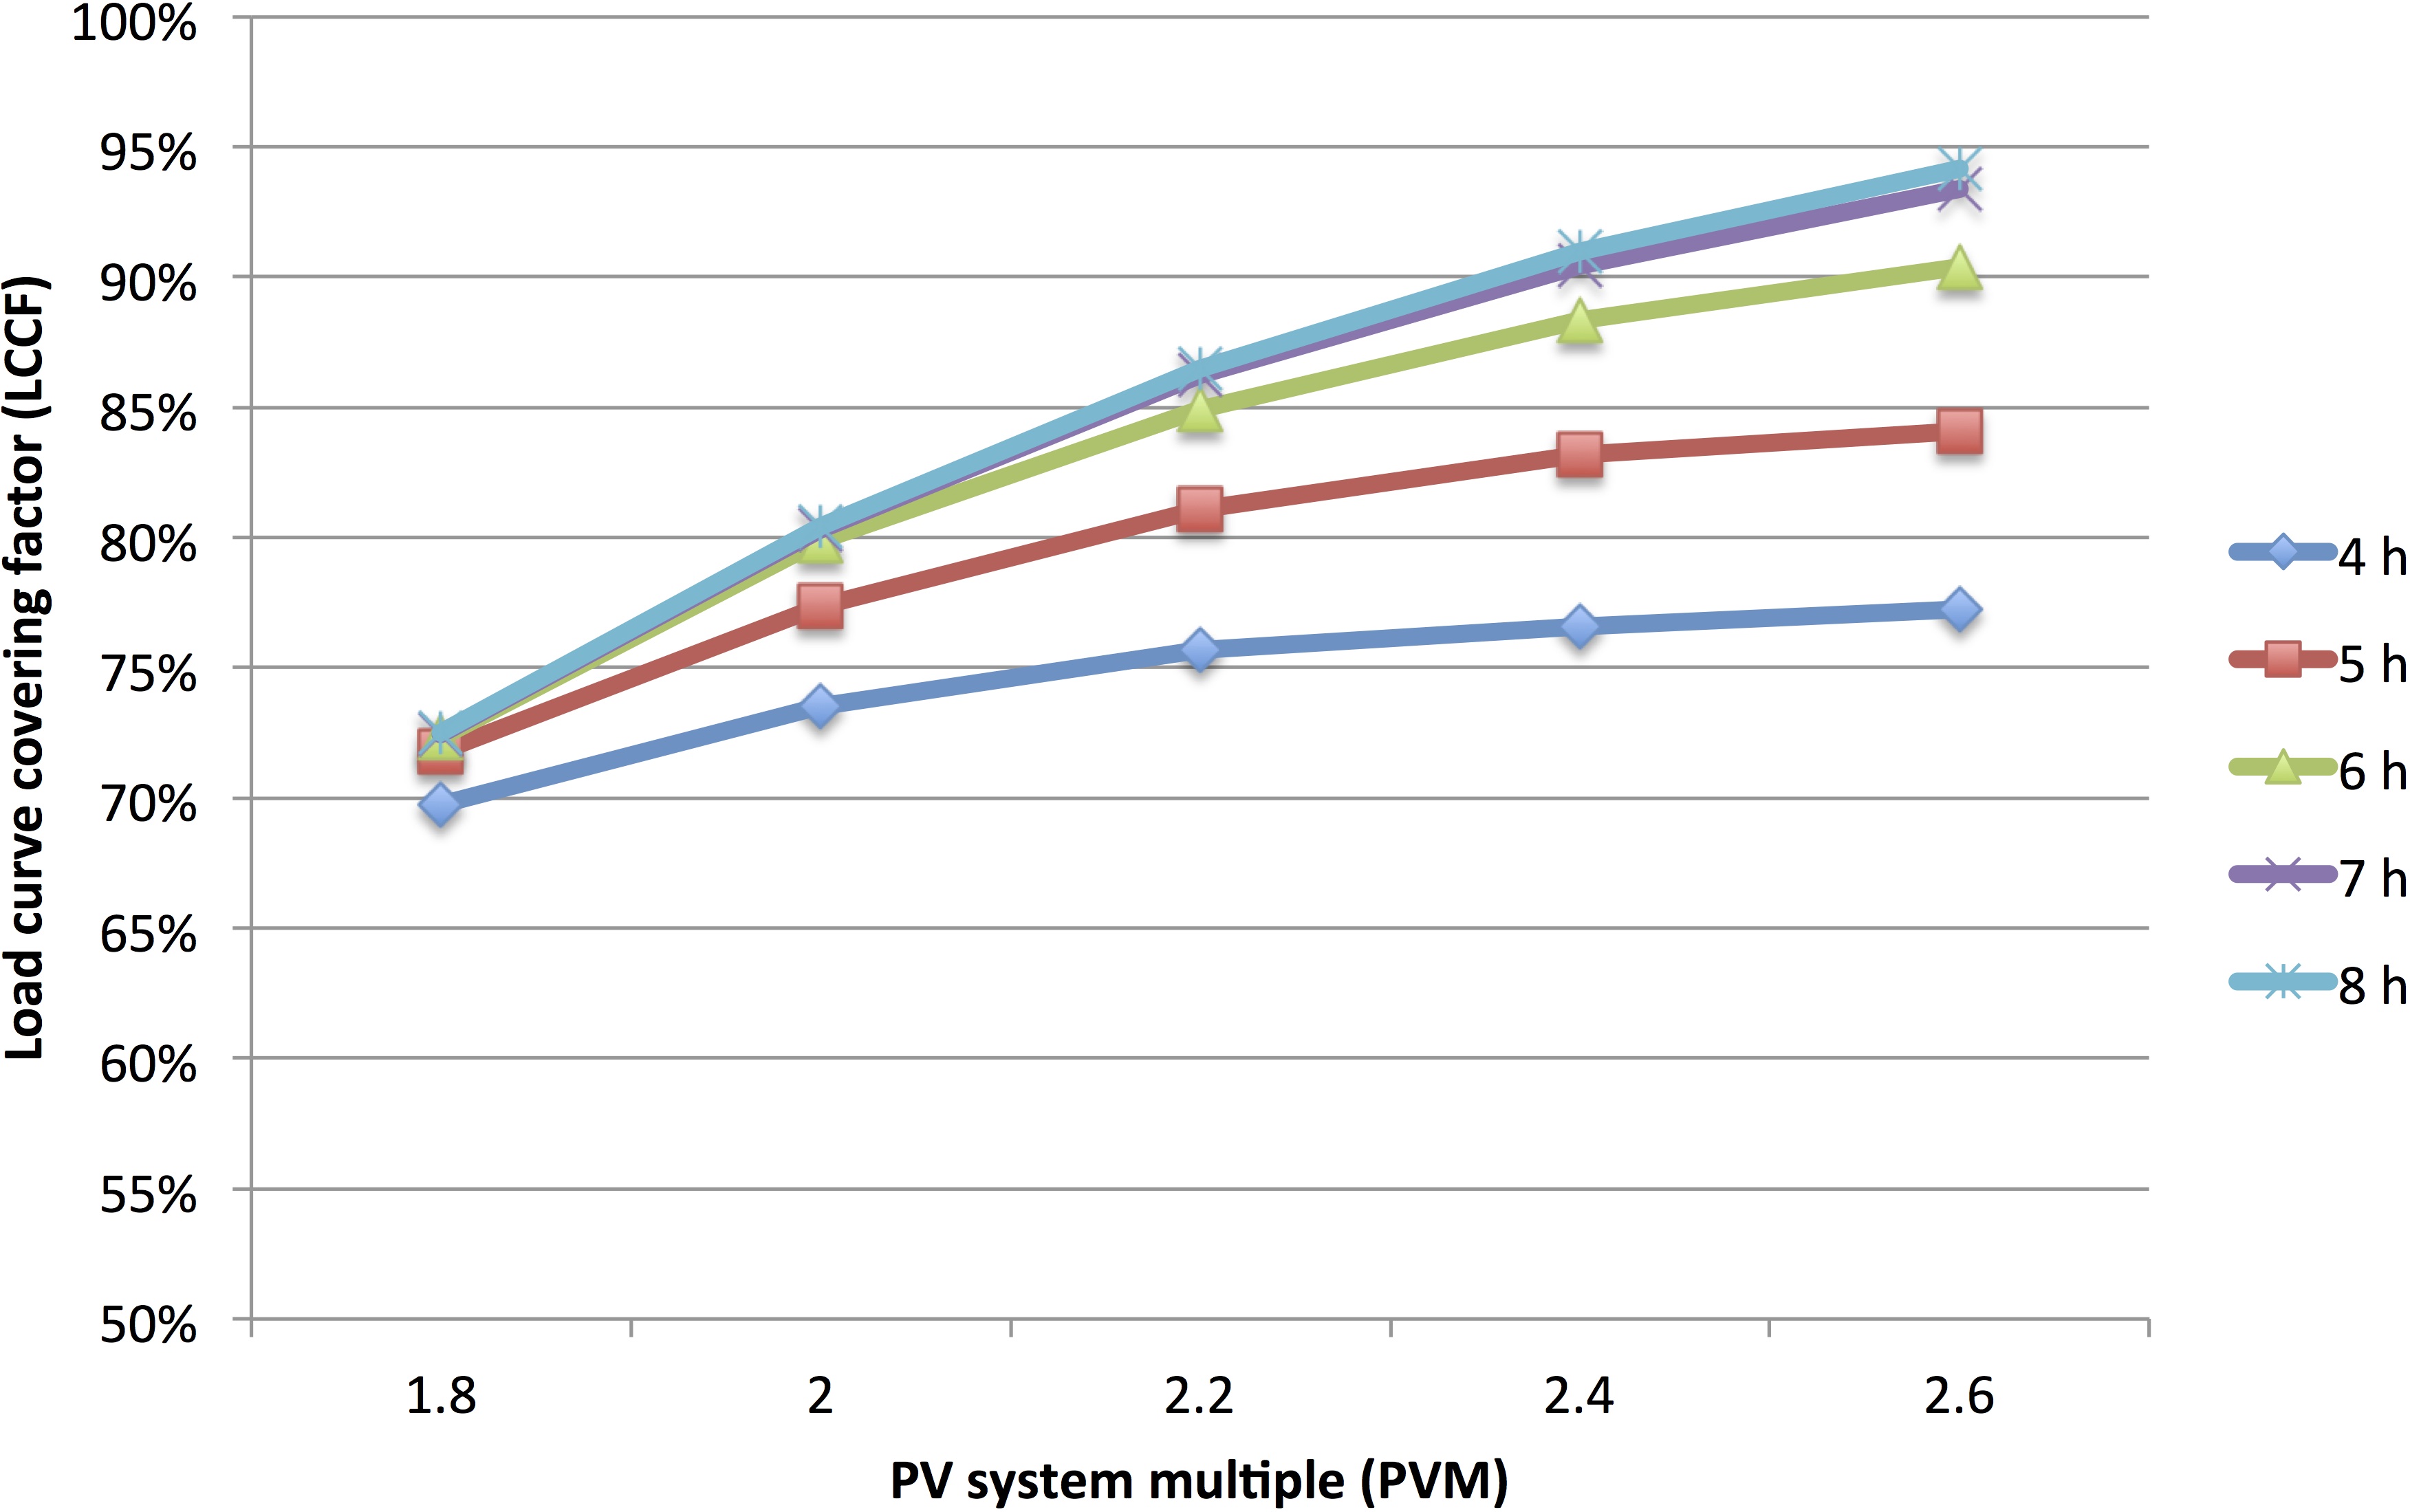 100%
95%
90%
85%
80%
75%
70%
65%
60%
55%
50%
Load curve covering factor (LCCF)
1.8 2 2.2 2.4 2.6
PV system multiple (PVM)
4 h
5 h
6 h
7 h
8 h